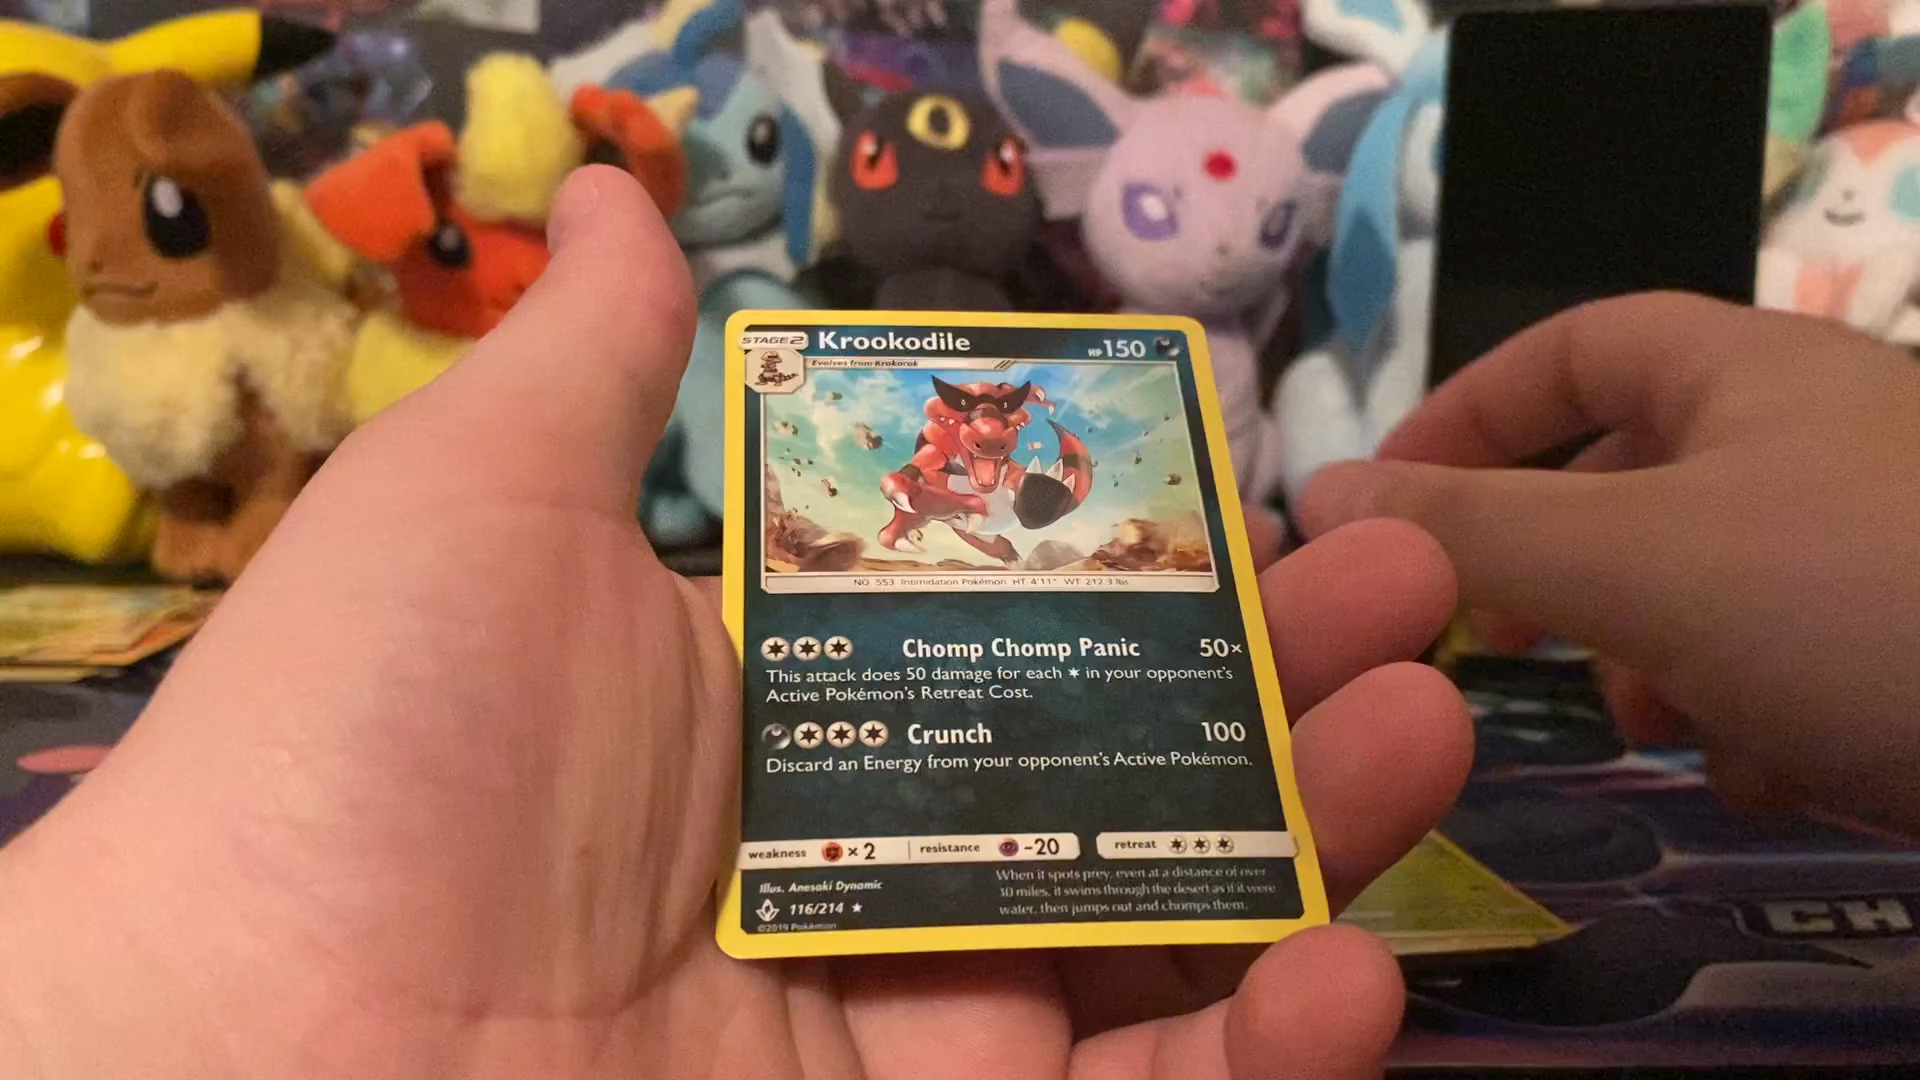 STAGE 2 Krookodile HP 150
Evolves from Krokorok
NO. 553 Intimidation Pokémon HT. 4'11" WT. 212.3 lbs.
Chomp Chomp Panic 50×
This attack does 50 damage for each ✶ in your opponent's
Active Pokémon's Retreat Cost.
Crunch 100
Discard an Energy from your opponent's Active Pokémon.
weakness × 2 resistance -20 retreat
Illus. Anesaki Dynamic
116/214 ★
©2019 Pokémon
When it spots prey, even at a distance of over
30 miles, it swims through the desert as if it were
water, then jumps out and chomps them.
CH